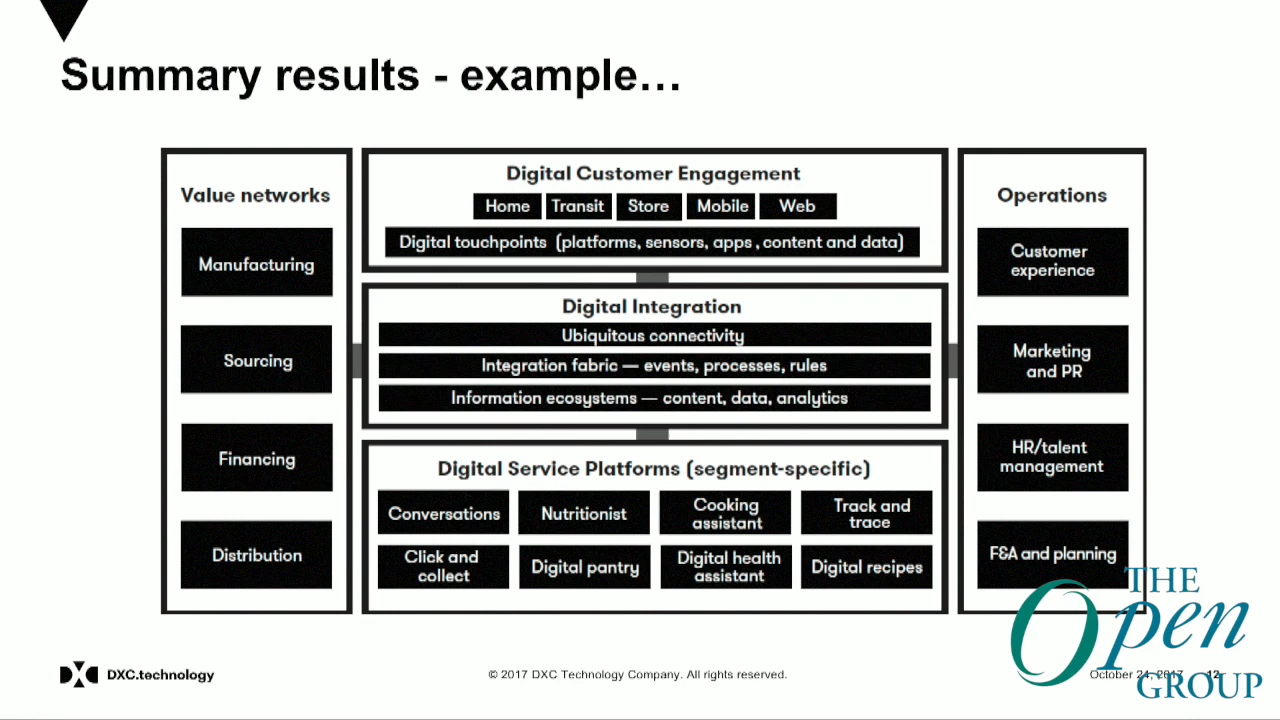 Summary results - example…
Value networks
Manufacturing
Sourcing
Financing
Distribution
Digital Customer Engagement
Home
Transit
Store
Mobile
Web
Digital touchpoints (platforms, sensors, apps, content and data)
Digital Integration
Ubiquitous connectivity
Integration fabric — events, processes, rules
Information ecosystems — content, data, analytics
Digital Service Platforms (segment-specific)
Conversations
Nutritionist
Cooking
assistant
Track and
trace
Click and
collect
Digital pantry
Digital health
assistant
Digital recipes
Operations
Customer
experience
Marketing
and PR
HR/talent
management
F&A and planning
DXC.technology
© 2017 DXC Technology Company. All rights reserved.
October 24, 2017
12
THE
Open
GROUP